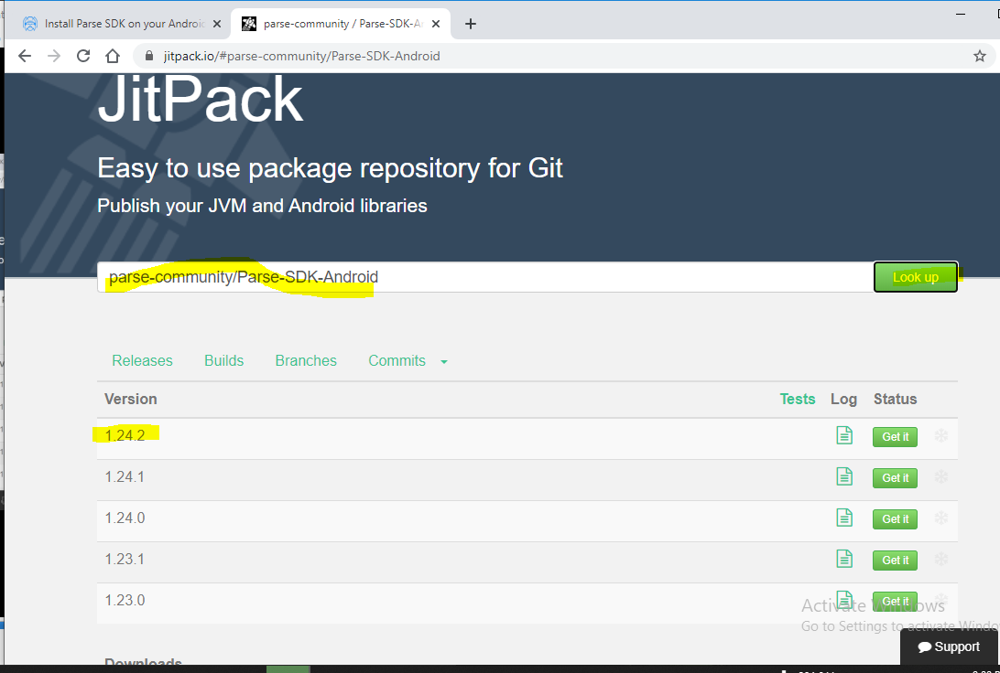 Install Parse SDK on your Android
parse-community / Parse-SDK-A
jitpack.io/#parse-community/Parse-SDK-Android
JitPack
Easy to use package repository for Git
Publish your JVM and Android libraries
parse-community/Parse-SDK-Android
Look up
Releases Builds Branches Commits
Version Tests Log Status
1.24.2 Get it
1.24.1 Get it
1.24.0 Get it
1.23.1 Get it
1.23.0 Get it
Activate Windows
Go to Settings to activate Windo
Support
Downloads